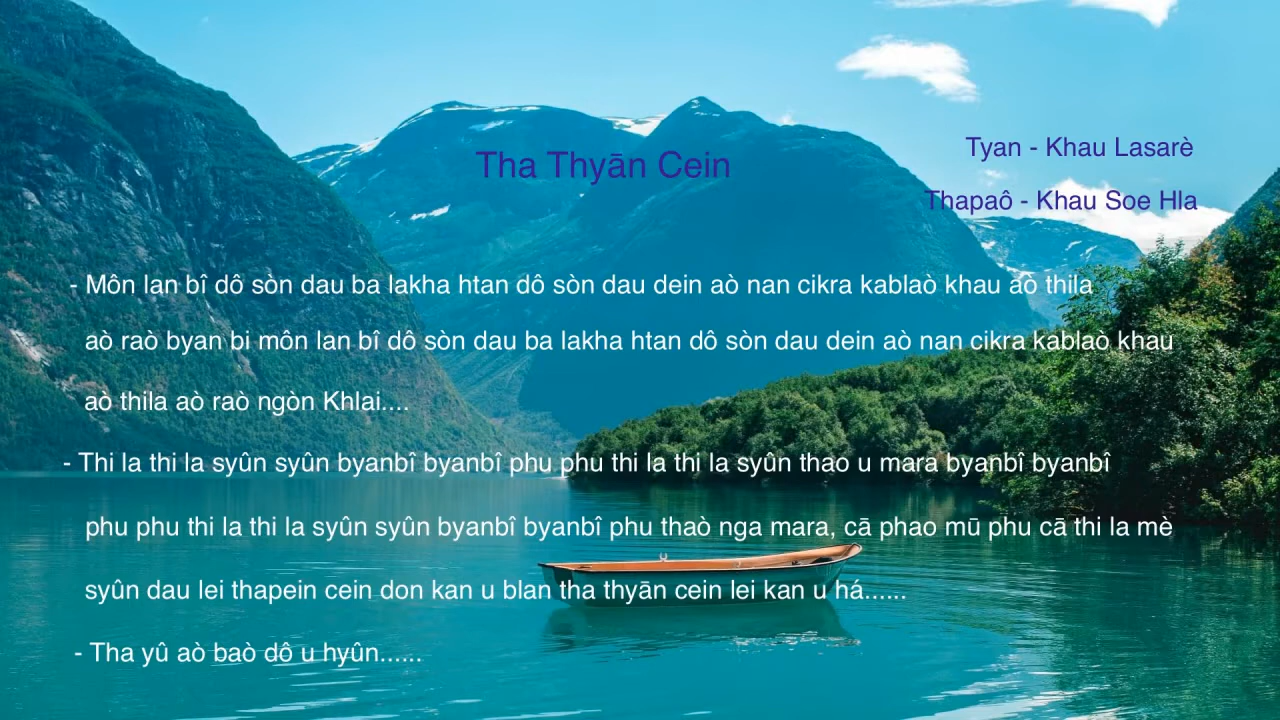 Tha Thyān Cein
Tyan - Khau Lasarè
Thapaô - Khau Soe Hla
- Môn lan bî dô sòn dau ba lakha htan dô sòn dau dein aò nan cikra kablaò khau aò thila
aò raò byan bi môn lan bî dô sòn dau ba lakha htan dô sòn dau dein aò nan cikra kablaò khau
aò thila aò raò ngòn Khlai....
- Thi la thi la syûn syûn byanbî byanbî phu phu thi la thi la syûn thao u mara byanbî byanbî
phu phu thi la thi la syûn syûn byanbî byanbî phu thaò nga mara, cā phao mū phu cā thi la mè
syûn dau lei thapein cein don kan u blan tha thyān cein lei kan u há......
- Tha yû aò baò dô u hyûn......